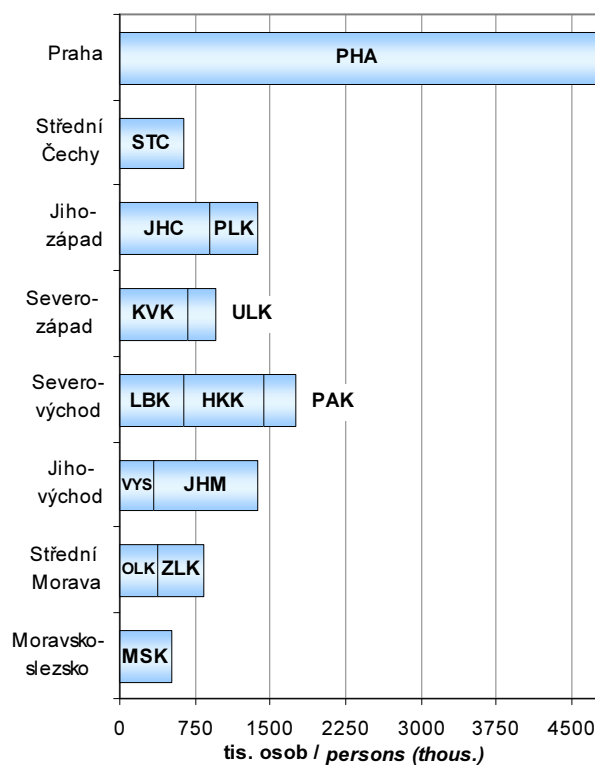 Praha
PHA
Střední
Čechy
STC
Jiho-
západ
JHC PLK
Severo-
západ
KVK ULK
Severo-
východ
LBK HKK PAK
Jiho-
východ
VYS JHM
Střední
Morava
OLK ZLK
Moravsko-
slezsko
MSK
0 750 1500 2250 3000 3750 4500
tis. osob / persons (thous.)